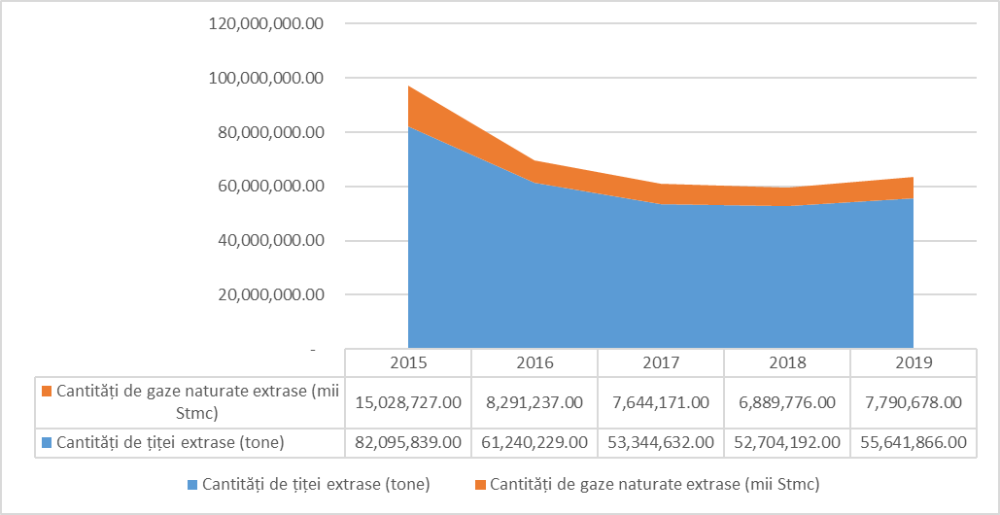 120,000,000.00
100,000,000.00
80,000,000.00
60,000,000.00
40,000,000.00
20,000,000.00
-
2015 2016 2017 2018 2019
Cantități de gaze naturate extrase (mii
Stmc) 15,028,727.00 8,291,237.00 7,644,171.00 6,889,776.00 7,790,678.00
Cantități de țiței extrase (tone) 82,095,839.00 61,240,229.00 53,344,632.00 52,704,192.00 55,641,866.00
Cantități de țiței extrase (tone) Cantități de gaze naturate extrase (mii Stmc)